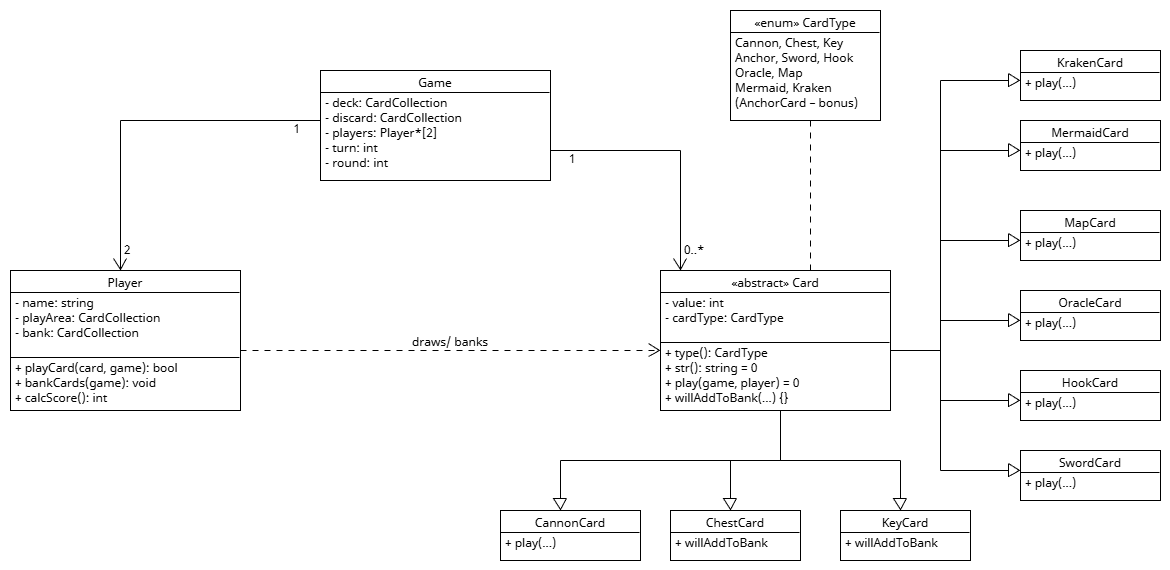 «enum» CardType
Cannon, Chest, Key
Anchor, Sword, Hook
Oracle, Map
Mermaid, Kraken
(AnchorCard – bonus)
Game
- deck: CardCollection
- discard: CardCollection
- players: Player*[2]
- turn: int
- round: int
1
1
2
0..*
Player
- name: string
- playArea: CardCollection
- bank: CardCollection
+ playCard(card, game): bool
+ bankCards(game): void
+ calcScore(): int
draws/ banks
«abstract» Card
- value: int
- cardType: CardType
+ type(): CardType
+ str(): string = 0
+ play(game, player) = 0
+ willAddToBank(...) {}
KrakenCard
+ play(...)
MermaidCard
+ play(...)
MapCard
+ play(...)
OracleCard
+ play(...)
HookCard
+ play(...)
SwordCard
+ play(...)
CannonCard
+ play(...)
ChestCard
+ willAddToBank
KeyCard
+ willAddToBank